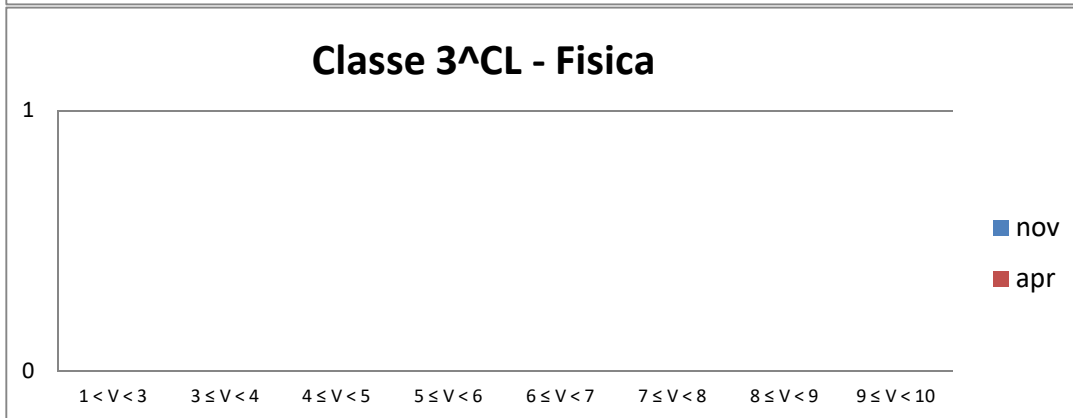 Classe 3^CL - Fisica
1
0
1 < V < 3
3 ≤ V < 4
4 ≤ V < 5
5 ≤ V < 6
6 ≤ V < 7
7 ≤ V < 8
8 ≤ V < 9
9 ≤ V < 10
nov
apr